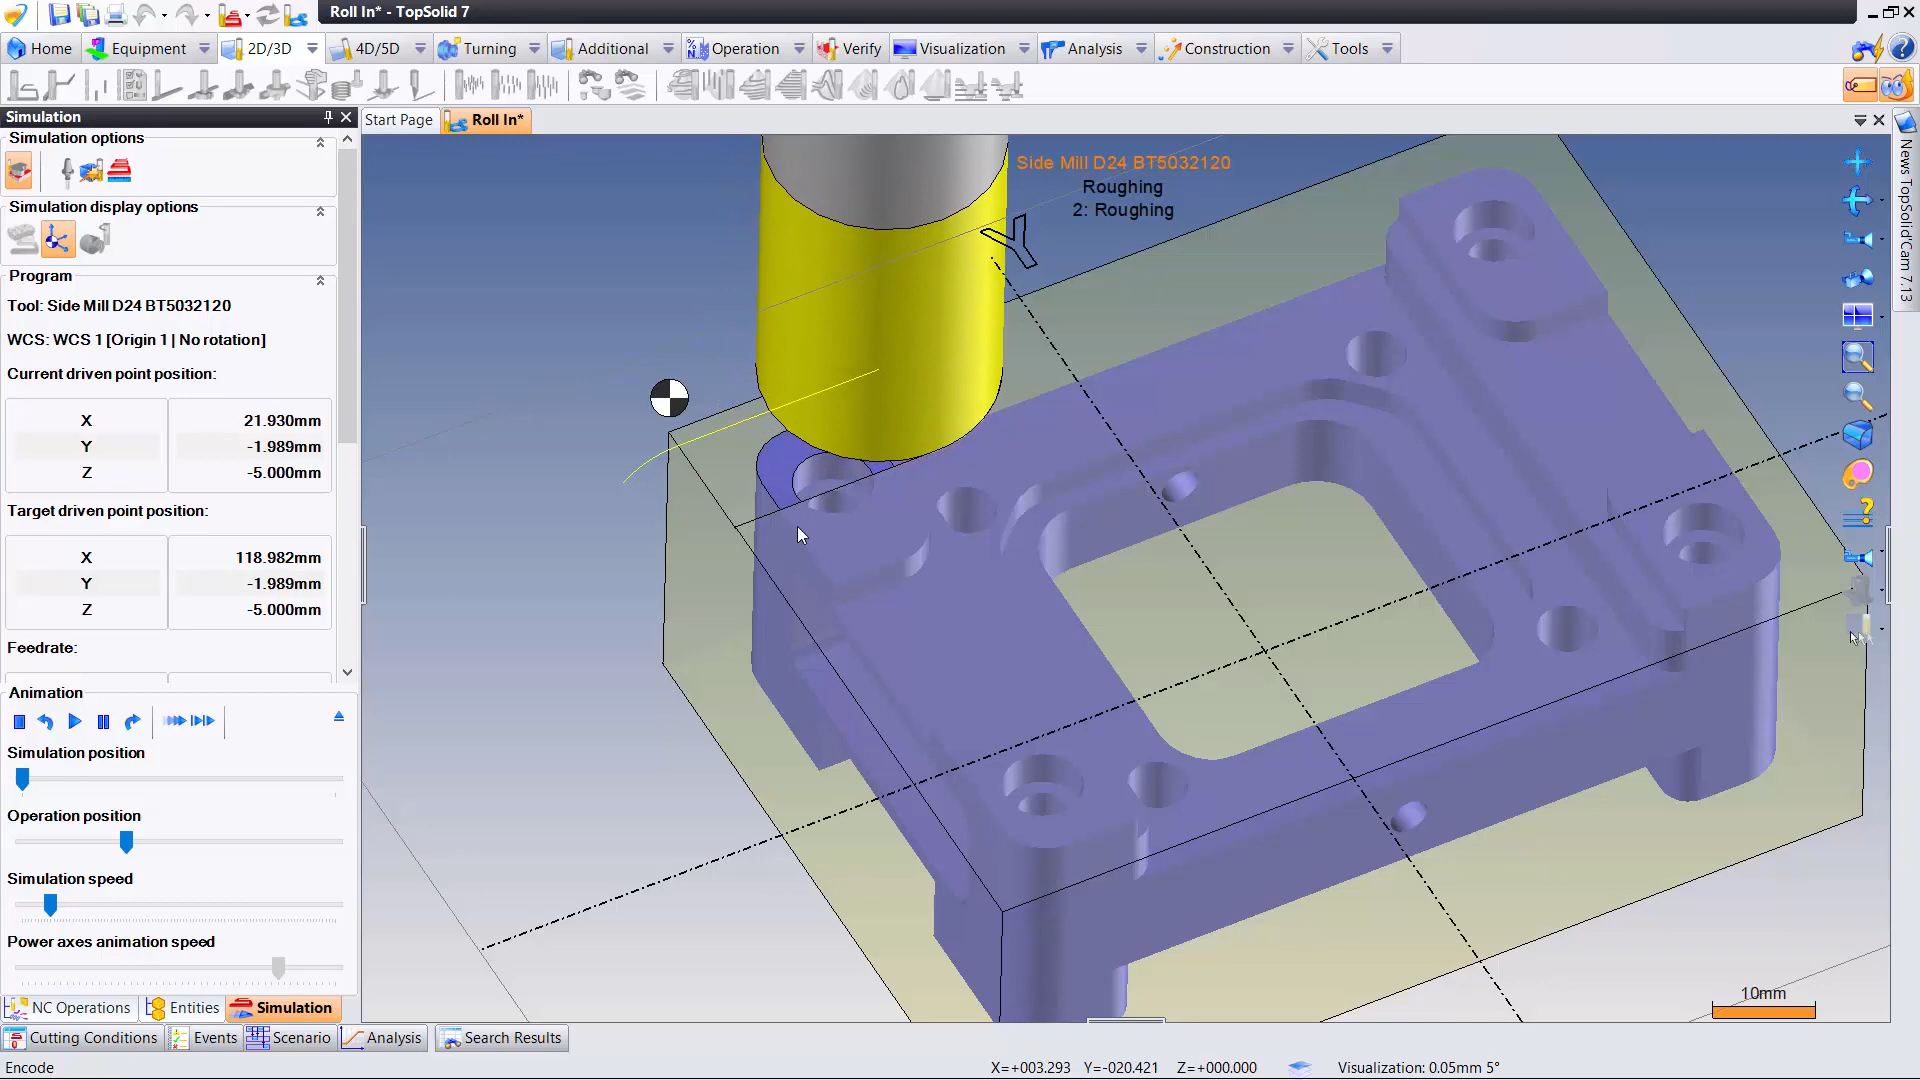 Roll In* - TopSolid 7
Home
Equipment
2D/3D
4D/5D
Turning
Additional
Operation
Verify
Visualization
Analysis
Construction
Tools
Simulation
Start Page
Roll In*
Simulation options
Simulation display options
Program
Tool: Side Mill D24 BT5032120
WCS: WCS 1 [Origin 1 | No rotation]
Current driven point position:
X 21.930mm
Y -1.989mm
Z -5.000mm
Target driven point position:
X 118.982mm
Y -1.989mm
Z -5.000mm
Feedrate:
Animation
Simulation position
Operation position
Simulation speed
Power axes animation speed
NC Operations
Entities
Simulation
Cutting Conditions
Events
Scenario
Analysis
Search Results
Encode
X=+003.293 Y=-020.421 Z=+000.000
Visualization: 0.05mm 5°
Side Mill D24 BT5032120
Roughing
2: Roughing
Y
10mm
News TopSolid'Cam 7.13